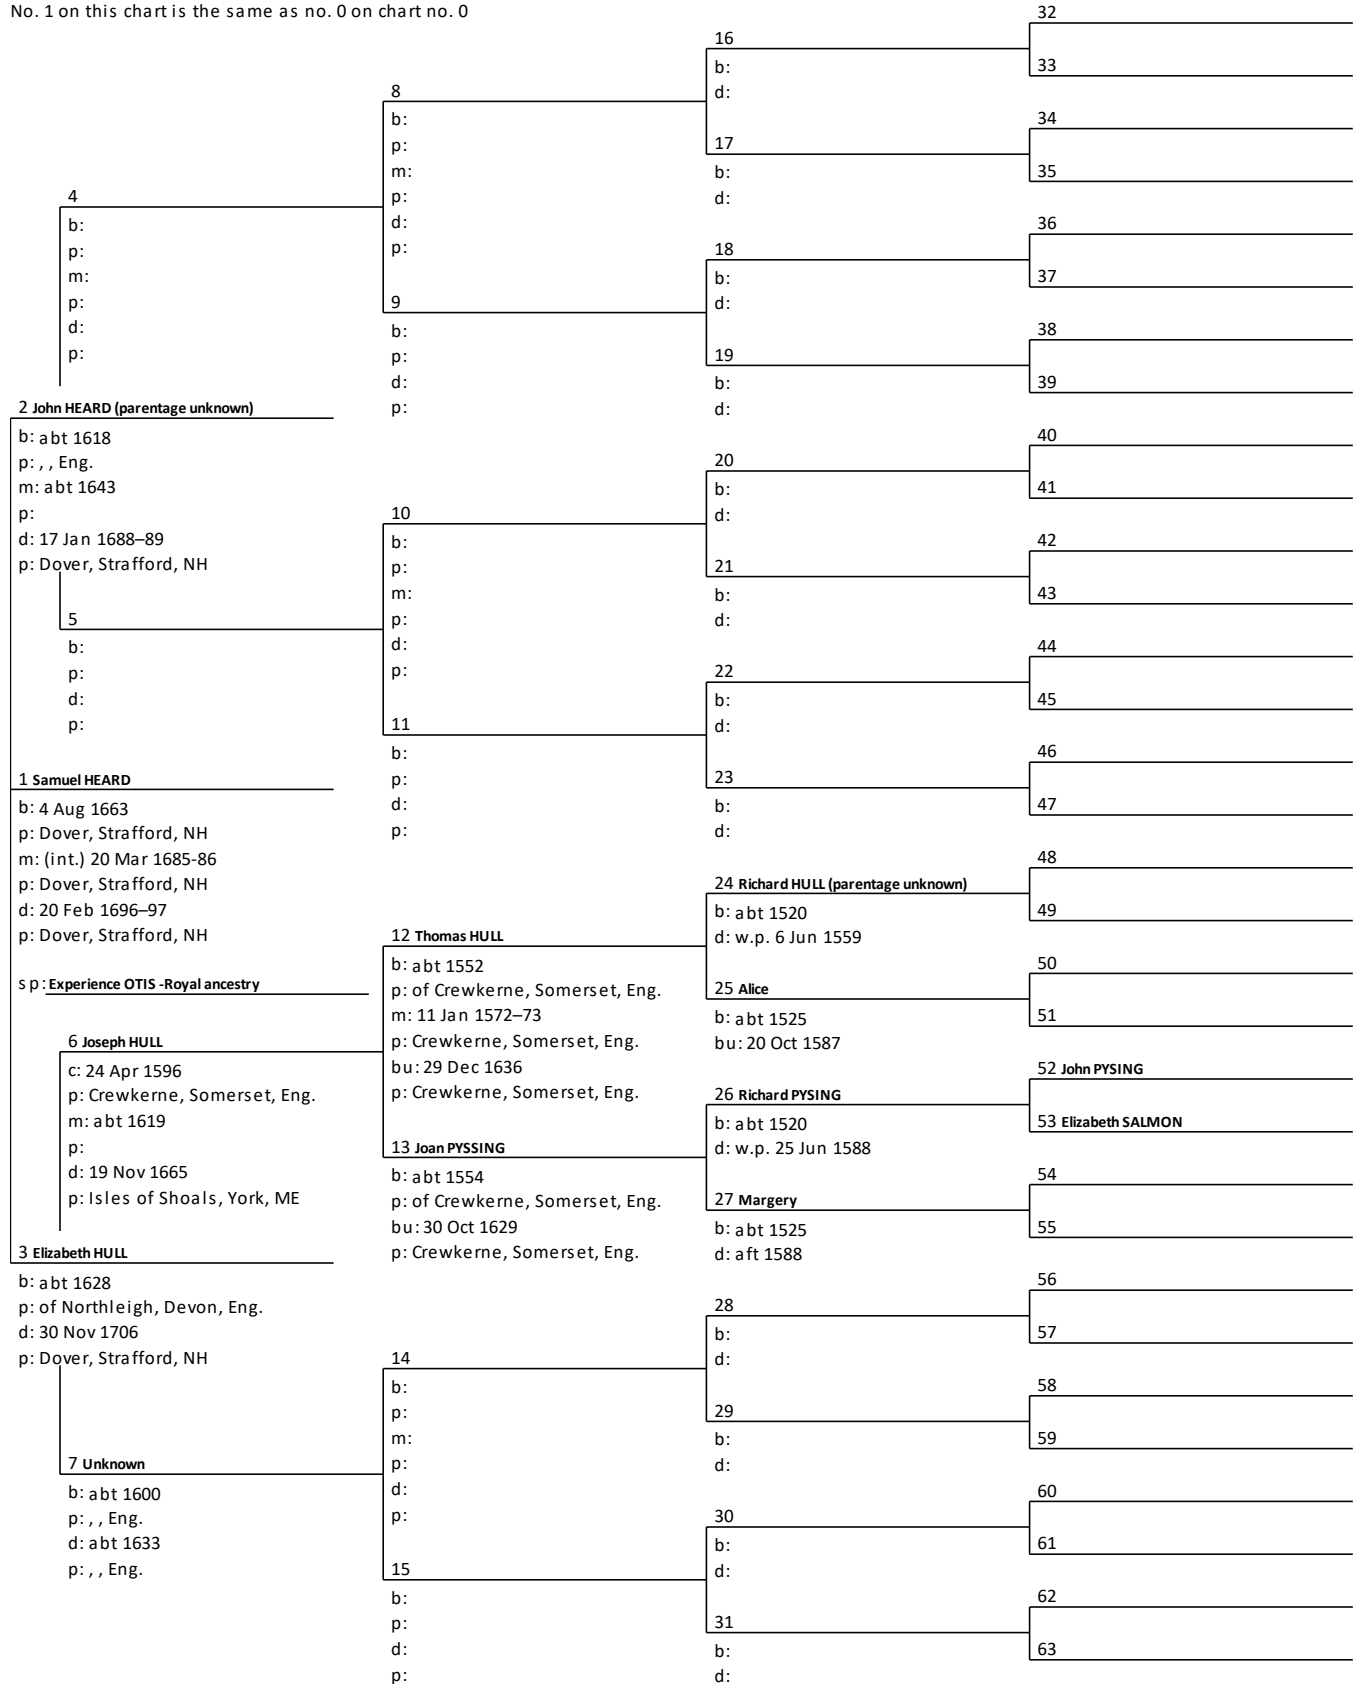 No. 1 on this chart is the same as no. 0 on chart no. 0
4
b:
p:
m:
p:
d:
p:
2 John HEARD (parentage unknown)
b: abt 1618
p: , , Eng.
m: abt 1643
p:
d: 17 Jan 1688–89
p: Dover, Strafford, NH
5
b:
p:
d:
p:
1 Samuel HEARD
b: 4 Aug 1663
p: Dover, Strafford, NH
m: (int.) 20 Mar 1685-86
p: Dover, Strafford, NH
d: 20 Feb 1696–97
p: Dover, Strafford, NH
sp: Experience OTIS -Royal ancestry
6 Joseph HULL
c: 24 Apr 1596
p: Crewkerne, Somerset, Eng.
m: abt 1619
p:
d: 19 Nov 1665
p: Isles of Shoals, York, ME
3 Elizabeth HULL
b: abt 1628
p: of Northleigh, Devon, Eng.
d: 30 Nov 1706
p: Dover, Strafford, NH
7 Unknown
b: abt 1600
p: , , Eng.
d: abt 1633
p: , , Eng.
8
b:
p:
m:
p:
d:
p:
9
b:
p:
d:
p:
10
b:
p:
m:
p:
d:
p:
11
b:
p:
d:
p:
12 Thomas HULL
b: abt 1552
p: of Crewkerne, Somerset, Eng.
m: 11 Jan 1572–73
p: Crewkerne, Somerset, Eng.
bu: 29 Dec 1636
p: Crewkerne, Somerset, Eng.
13 Joan PYSSING
b: abt 1554
p: of Crewkerne, Somerset, Eng.
bu: 30 Oct 1629
p: Crewkerne, Somerset, Eng.
14
b:
p:
m:
p:
d:
p:
15
b:
p:
d:
p:
16
b:
d:
17
b:
d:
18
b:
d:
19
b:
d:
20
b:
d:
21
b:
d:
22
b:
d:
23
b:
d:
24 Richard HULL (parentage unknown)
b: abt 1520
d: w.p. 6 Jun 1559
25 Alice
b: abt 1525
bu: 20 Oct 1587
26 Richard PYSING
b: abt 1520
d: w.p. 25 Jun 1588
27 Margery
b: abt 1525
d: aft 1588
28
b:
d:
29
b:
d:
30
b:
d:
31
b:
d:
32
33
34
35
36
37
38
39
40
41
42
43
44
45
46
47
48
49
50
51
52 John PYSING
53 Elizabeth SALMON
54
55
56
57
58
59
60
61
62
63